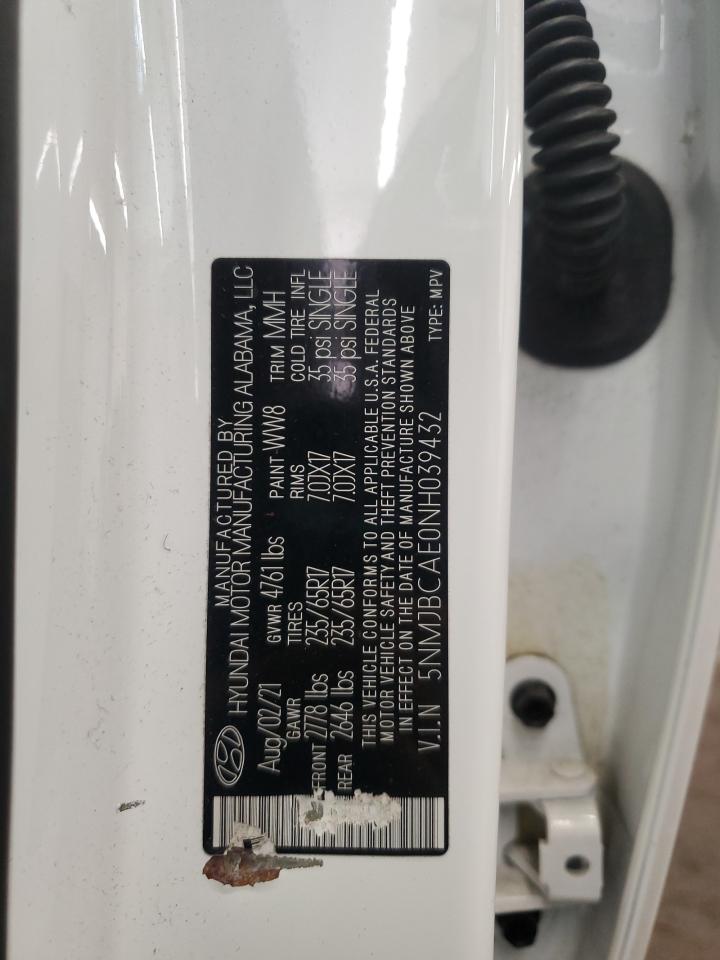 MANUFACTURED BY
HYUNDAI MOTOR MANUFACTURING ALABAMA, LLC
Aug/02/21 GVWR 4761 lbs PAINT-WW8 TRIM MMH
GAWR TIRES RIMS COLD TIRE INFL
FRONT 2778 lbs 235/65R17 7.0JX17 35 psi SINGLE
REAR 2646 lbs 235/65R17 7.0JX17 35 psi SINGLE
THIS VEHICLE CONFORMS TO ALL APPLICABLE U.S.A. FEDERAL
MOTOR VEHICLE SAFETY AND THEFT PREVENTION STANDARDS
IN EFFECT ON THE DATE OF MANUFACTURE SHOWN ABOVE
V.I.N 5NMJBCAE0NH039432 TYPE: MPV